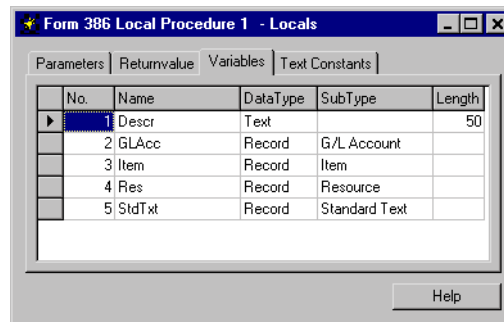 Form 386 Local Procedure 1 - Locals
Parameters Returnvalue Variables Text Constants
No. Name DataType SubType Length
1 Descr Text 50
2 GLAcc Record G/L Account
3 Item Record Item
4 Res Record Resource
5 StdTxt Record Standard Text
Help